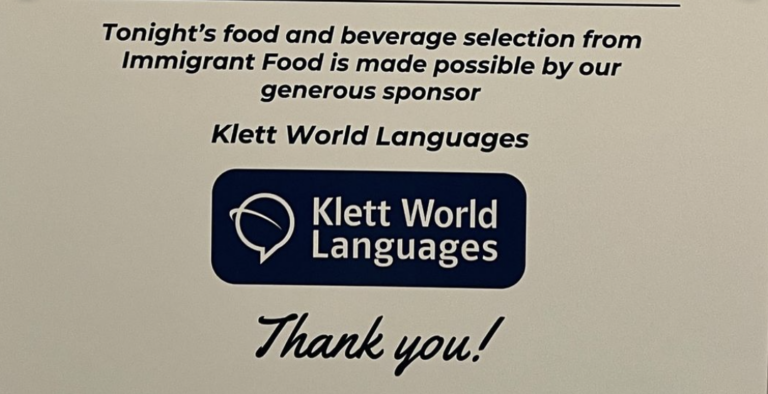 Tonight's food and beverage selection from
Immigrant Food is made possible by our
generous sponsor
Klett World Languages
Klett World
Languages
Thank you!